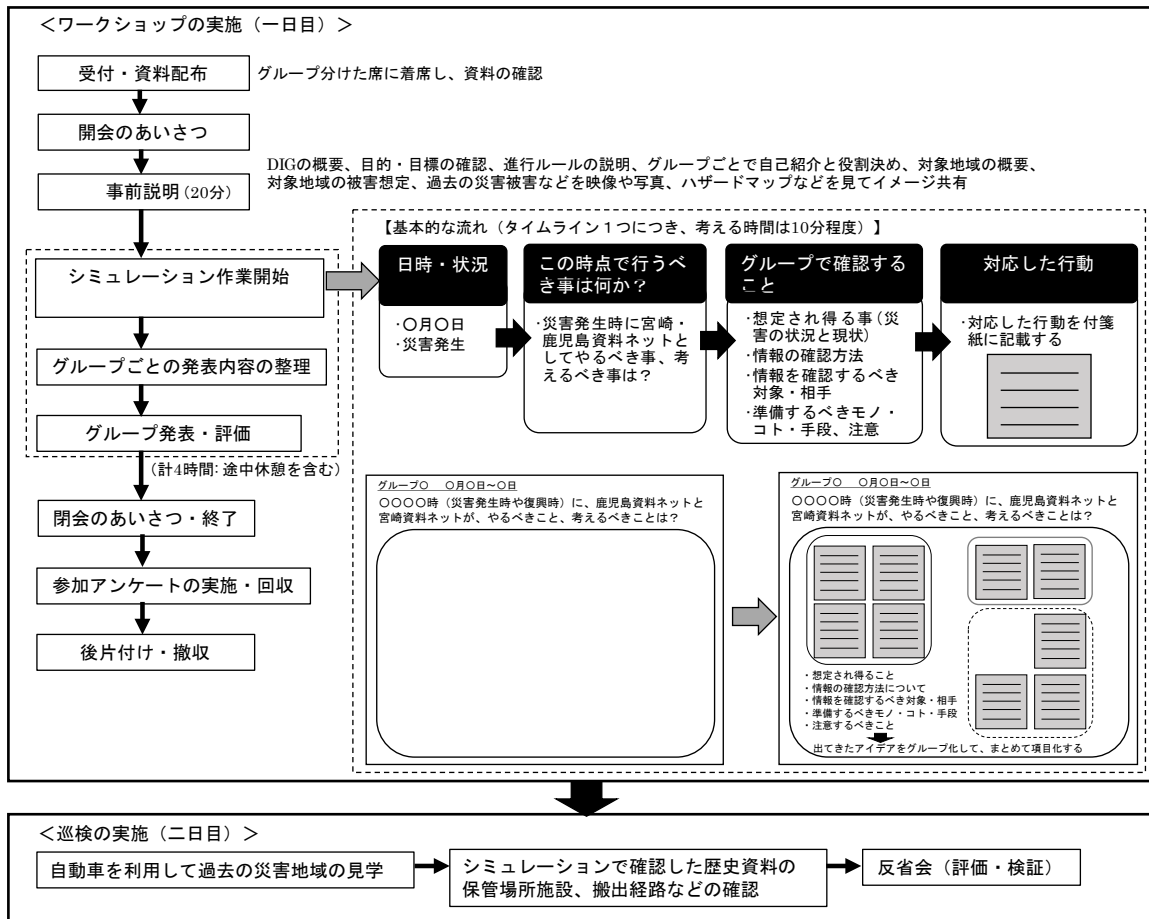 ＜ワークショップの実施（一日目）＞
受付・資料配布
グループ分けた席に着席し、資料の確認
開会のあいさつ
DIGの概要、目的・目標の確認、進行ルールの説明、グループごとで自己紹介と役割決め、対象地域の概要、
対象地域の被害想定、過去の災害被害などを映像や写真、ハザードマップなどを見てイメージ共有
事前説明(20分)
シミュレーション作業開始
グループごとの発表内容の整理
グループ発表・評価
(計4時間:途中休憩を含む)
閉会のあいさつ・終了
参加アンケートの実施・回収
後片付け・撤収
【基本的な流れ（タイムライン１つにつき、考える時間は10分程度）】
日時・状況
・〇月〇日
・災害発生
この時点で行うべ
き事は何か？
・災害発生時に宮崎・
鹿児島資料ネットと
してやるべき事、考
えるべき事は？
グループで確認する
こと
・想定され得る事（災
害の状況と現状）
・情報の確認方法
・情報を確認するべき
対象・相手
・準備するべきモノ・
コト・手段、注意
対応した行動
・対応した行動を付箋
紙に記載する
グループ〇　〇月〇日～〇日
〇〇〇〇時（災害発生時や復興時）に、鹿児島資料ネットと
宮崎資料ネットが、やるべきこと、考えるべきことは？
グループ〇　〇月〇日～〇日
〇〇〇〇時（災害発生時や復興時）に、鹿児島資料ネットと
宮崎資料ネットが、やるべきこと、考えるべきことは？
・想定され得ること
・情報の確認方法について
・情報を確認するべき対象・相手
・準備するべきモノ・コト・手段
・注意するべきこと
出てきたアイデアをグループ化して、まとめて項目化する
＜巡検の実施（二日目）＞
自動車を利用して過去の災害地域の見学
シミュレーションで確認した歴史資料の
保管場所施設、搬出経路などの確認
反省会（評価・検証）